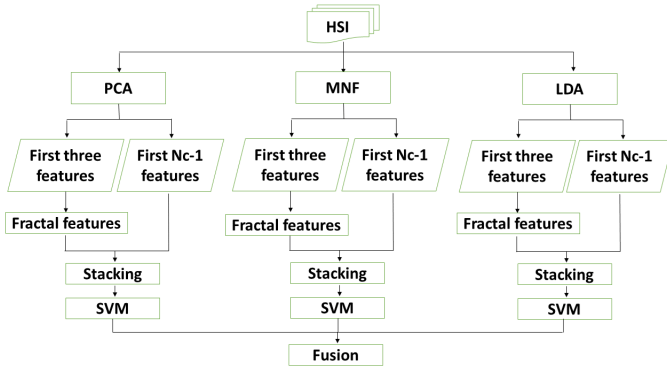 HSI
PCA
MNF
LDA
First three
features
First Nc-1
features
First three
features
First Nc-1
features
First three
features
First Nc-1
features
Fractal features
Fractal features
Fractal features
Stacking
Stacking
Stacking
SVM
SVM
SVM
Fusion